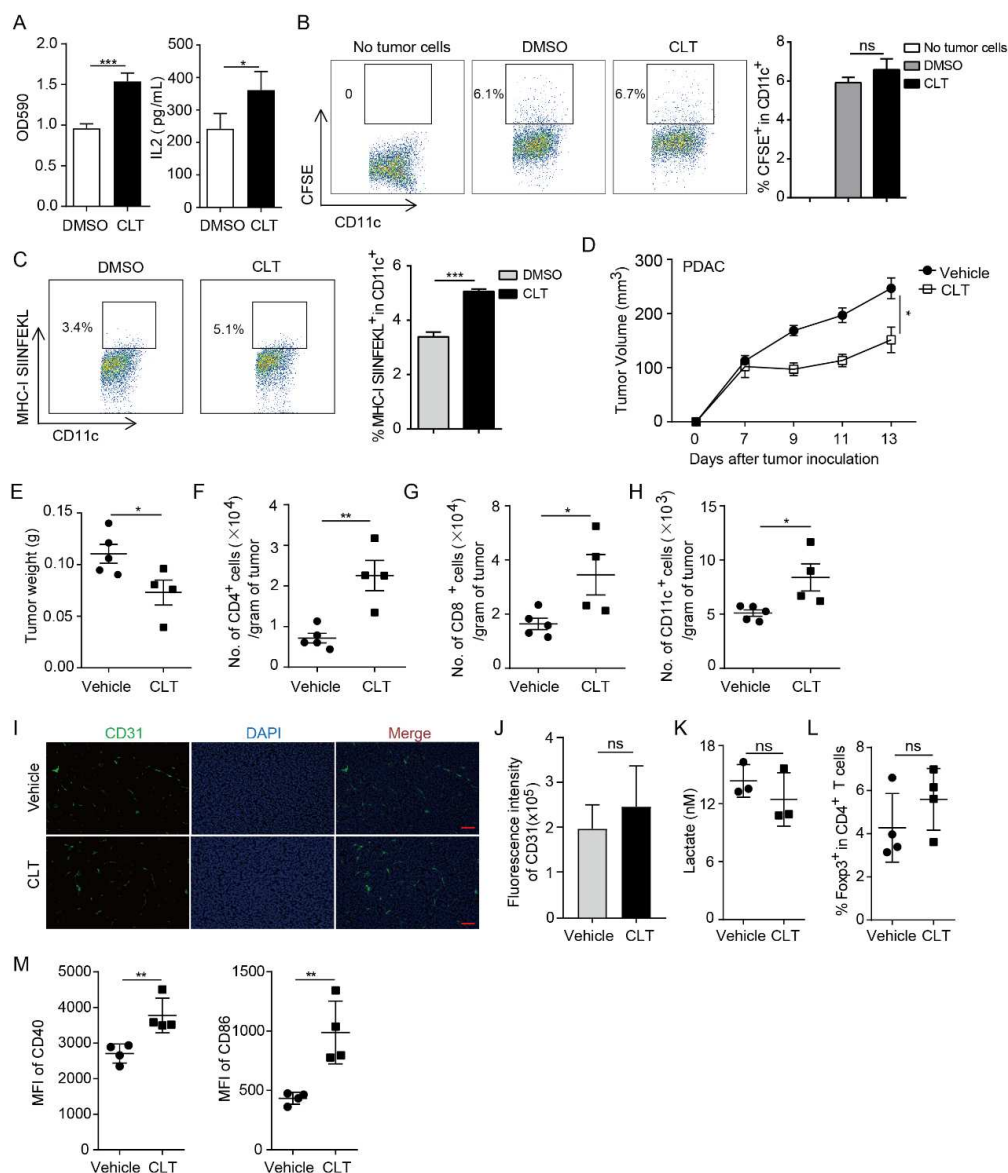 A
OD590
2.0
1.5
1.0
0.5
0.0
***
DMSO CLT
IL2 ( pg/mL)
500
400
300
200
100
0
*
DMSO CLT
B
No tumor cells
DMSO
CLT
0
6.1%
6.7%
CFSE
CD11c
% CFSE+ in CD11c+
8
6
4
2
0
ns
No tumor cells
DMSO
CLT
C
DMSO
CLT
3.4%
5.1%
MHC-I SIINFEKL
CD11c
% MHC-I SIINFEKL+ in CD11c+
6
4
2
0
***
DMSO
CLT
D
PDAC
Tumor Volume (mm3)
300
200
100
0
0 7 9 11 13
Days after tumor inoculation
Vehicle
CLT
*
E
Tumor weight (g)
0.15
0.10
0.05
0.00
*
Vehicle CLT
F
No. of CD4+ cells (×10⁴)
/gram of tumor
4
3
2
1
0
**
Vehicle CLT
G
No. of CD8 + cells (×10⁴)
/gram of tumor
8
6
4
2
0
*
Vehicle CLT
H
No. of CD11c+ cells (×10³)
/gram of tumor
15
10
5
0
*
Vehicle CLT
I
CD31
DAPI
Merge
Vehicle
CLT
J
Fluorescence intensity
of CD31(x10⁵)
4
3
2
1
0
ns
Vehicle CLT
K
Lactate (nM)
18
12
6
0
ns
Vehicle CLT
L
% Foxp3+ in CD4+ T cells
10
8
6
4
2
0
ns
Vehicle CLT
M
MFI of CD40
5000
4000
3000
2000
1000
0
**
Vehicle CLT
MFI of CD86
1500
1000
500
0
**
Vehicle CLT